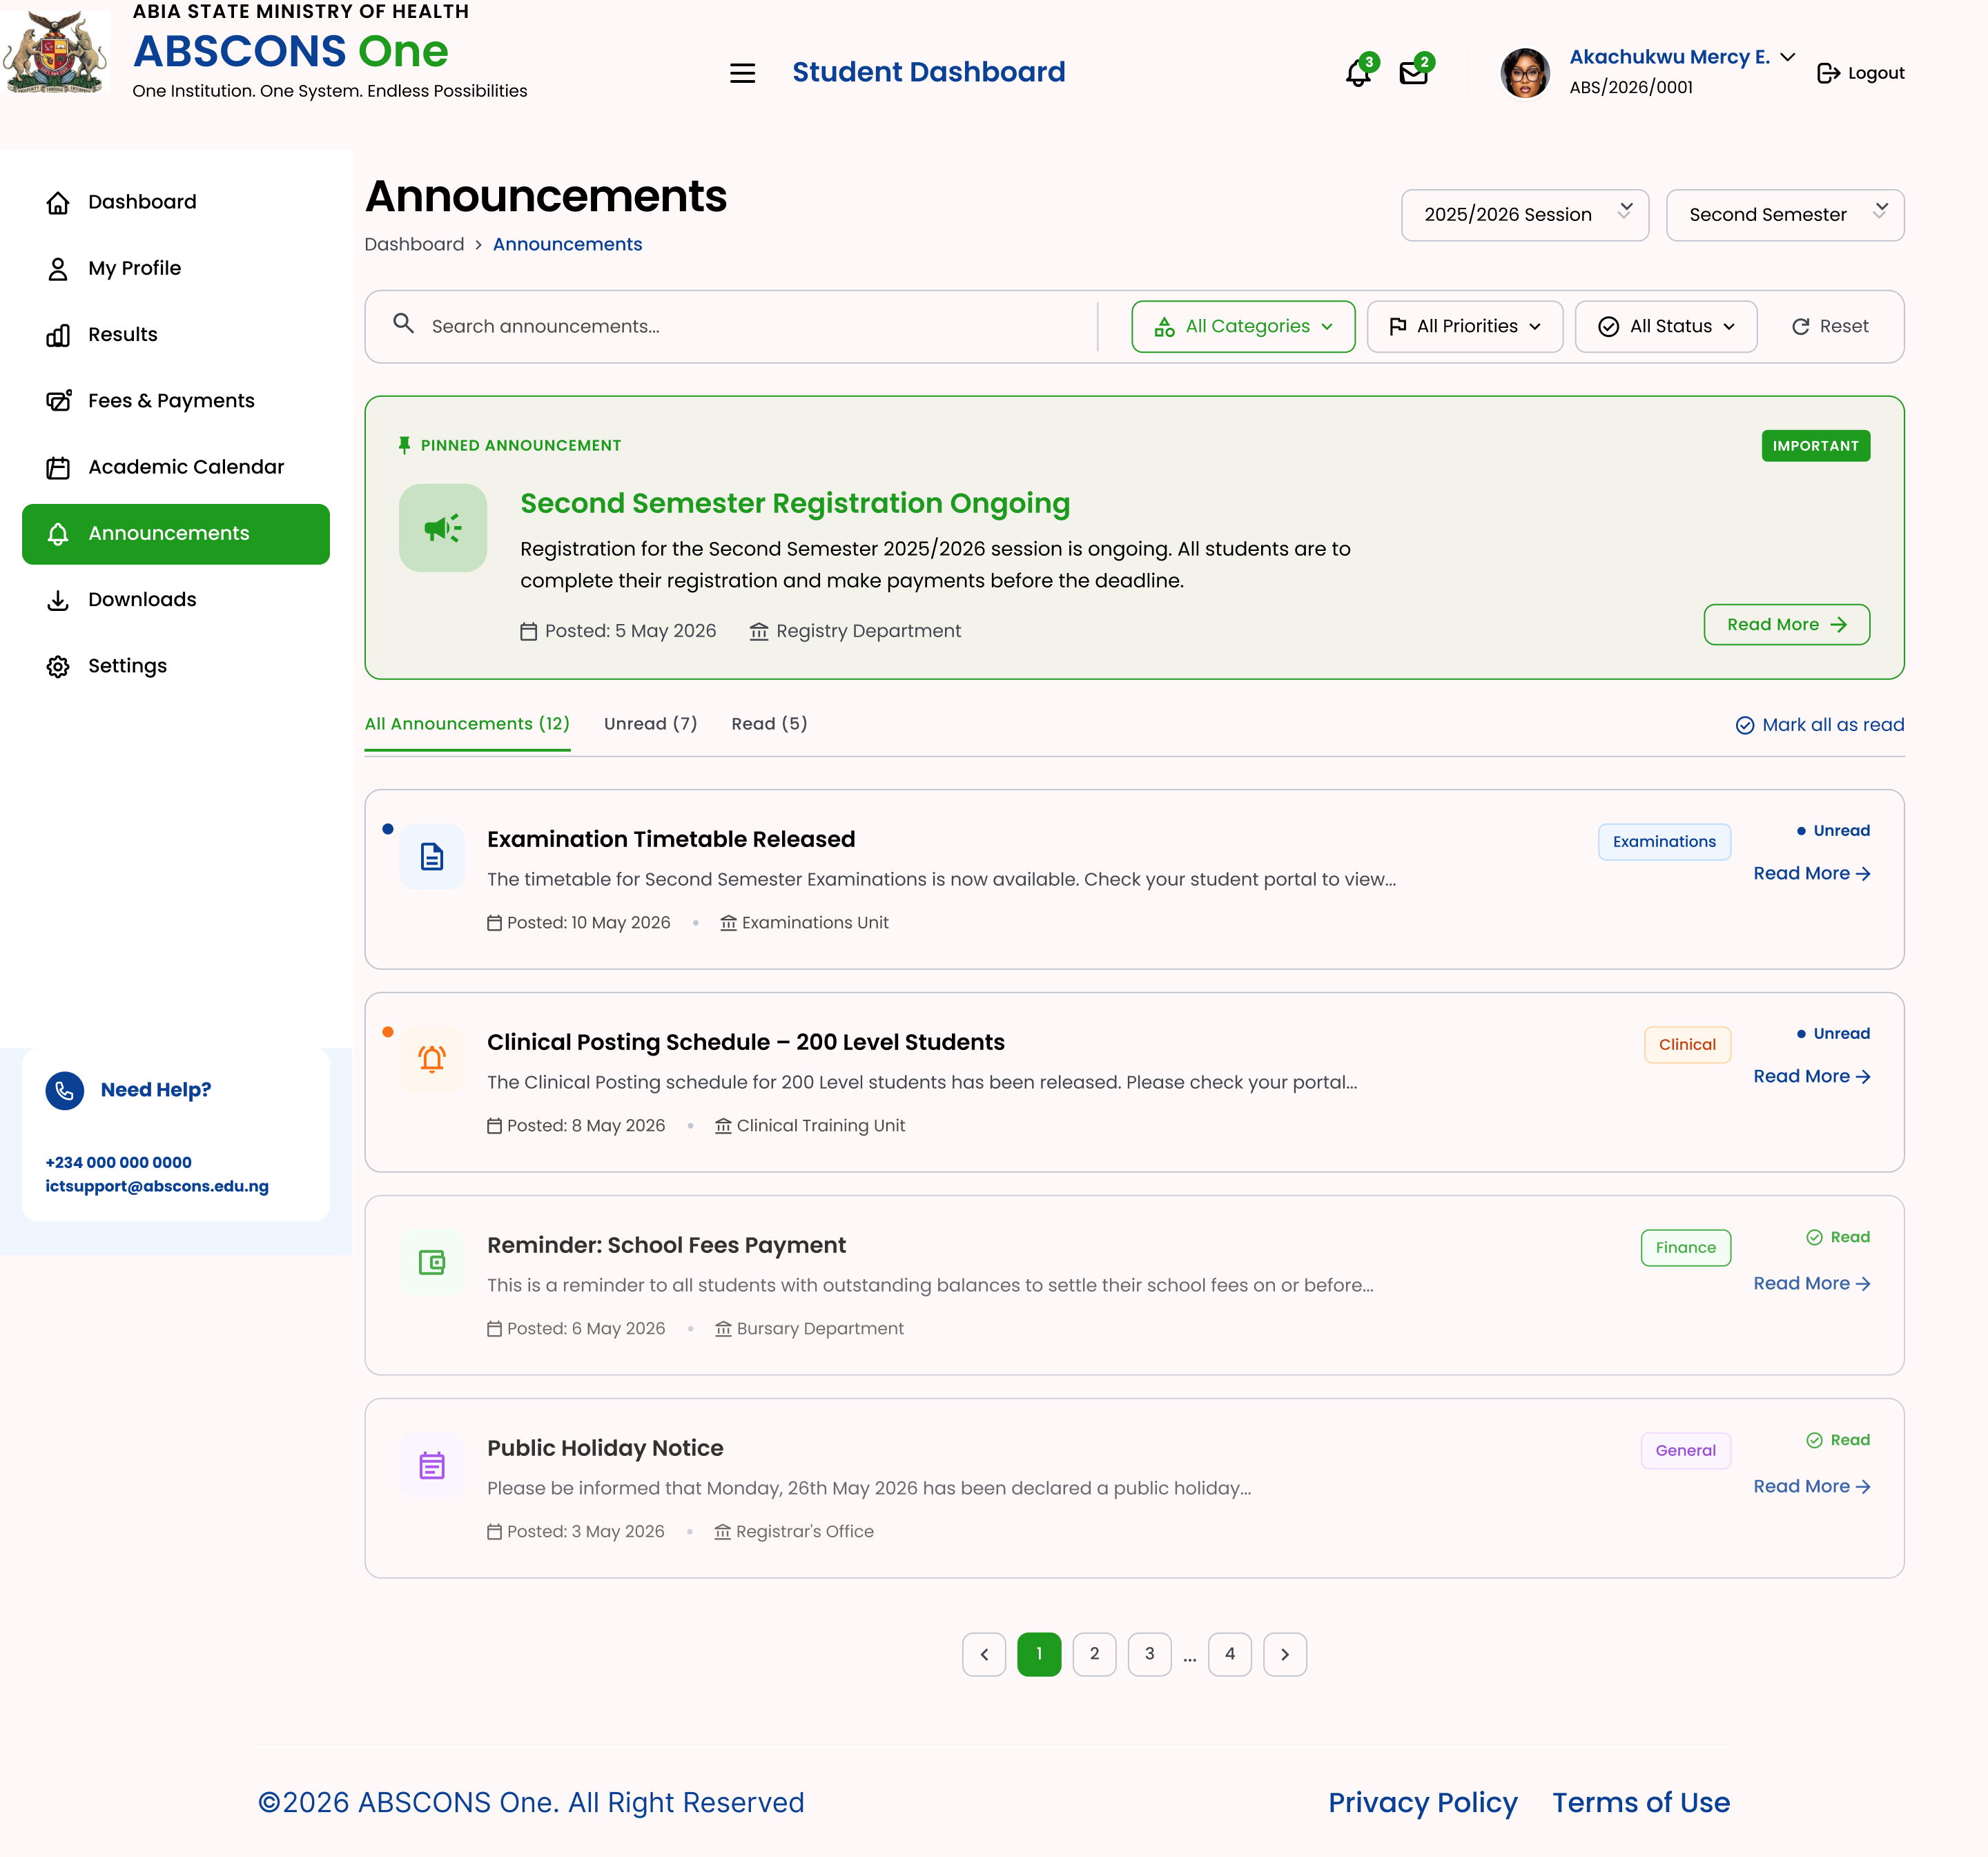 ABIA STATE MINISTRY OF HEALTH
ABSCONS One
One Institution. One System. Endless Possibilities
Student Dashboard
3
2
Akachukwu Mercy E.
ABS/2026/0001
Logout
Dashboard
My Profile
Results
Fees & Payments
Academic Calendar
Announcements
Downloads
Settings
Need Help?
+234 000 000 0000
ictsupport@abscons.edu.ng
Announcements
Dashboard > Announcements
2025/2026 Session
Second Semester
Search announcements...
All Categories
All Priorities
All Status
Reset
PINNED ANNOUNCEMENT
IMPORTANT
Second Semester Registration Ongoing
Registration for the Second Semester 2025/2026 session is ongoing. All students are to
complete their registration and make payments before the deadline.
Posted: 5 May 2026
Registry Department
Read More
All Announcements (12)
Unread (7)
Read (5)
Mark all as read
Examination Timetable Released
The timetable for Second Semester Examinations is now available. Check your student portal to view...
Posted: 10 May 2026 • Examinations Unit
Examinations
• Unread
Read More
Clinical Posting Schedule – 200 Level Students
The Clinical Posting schedule for 200 Level students has been released. Please check your portal...
Posted: 8 May 2026 • Clinical Training Unit
Clinical
• Unread
Read More
Reminder: School Fees Payment
This is a reminder to all students with outstanding balances to settle their school fees on or before...
Posted: 6 May 2026 • Bursary Department
Finance
Read
Read More
Public Holiday Notice
Please be informed that Monday, 26th May 2026 has been declared a public holiday...
Posted: 3 May 2026 • Registrar's Office
General
Read
Read More
1 2 3 ... 4
©2026 ABSCONS One. All Right Reserved
Privacy Policy
Terms of Use